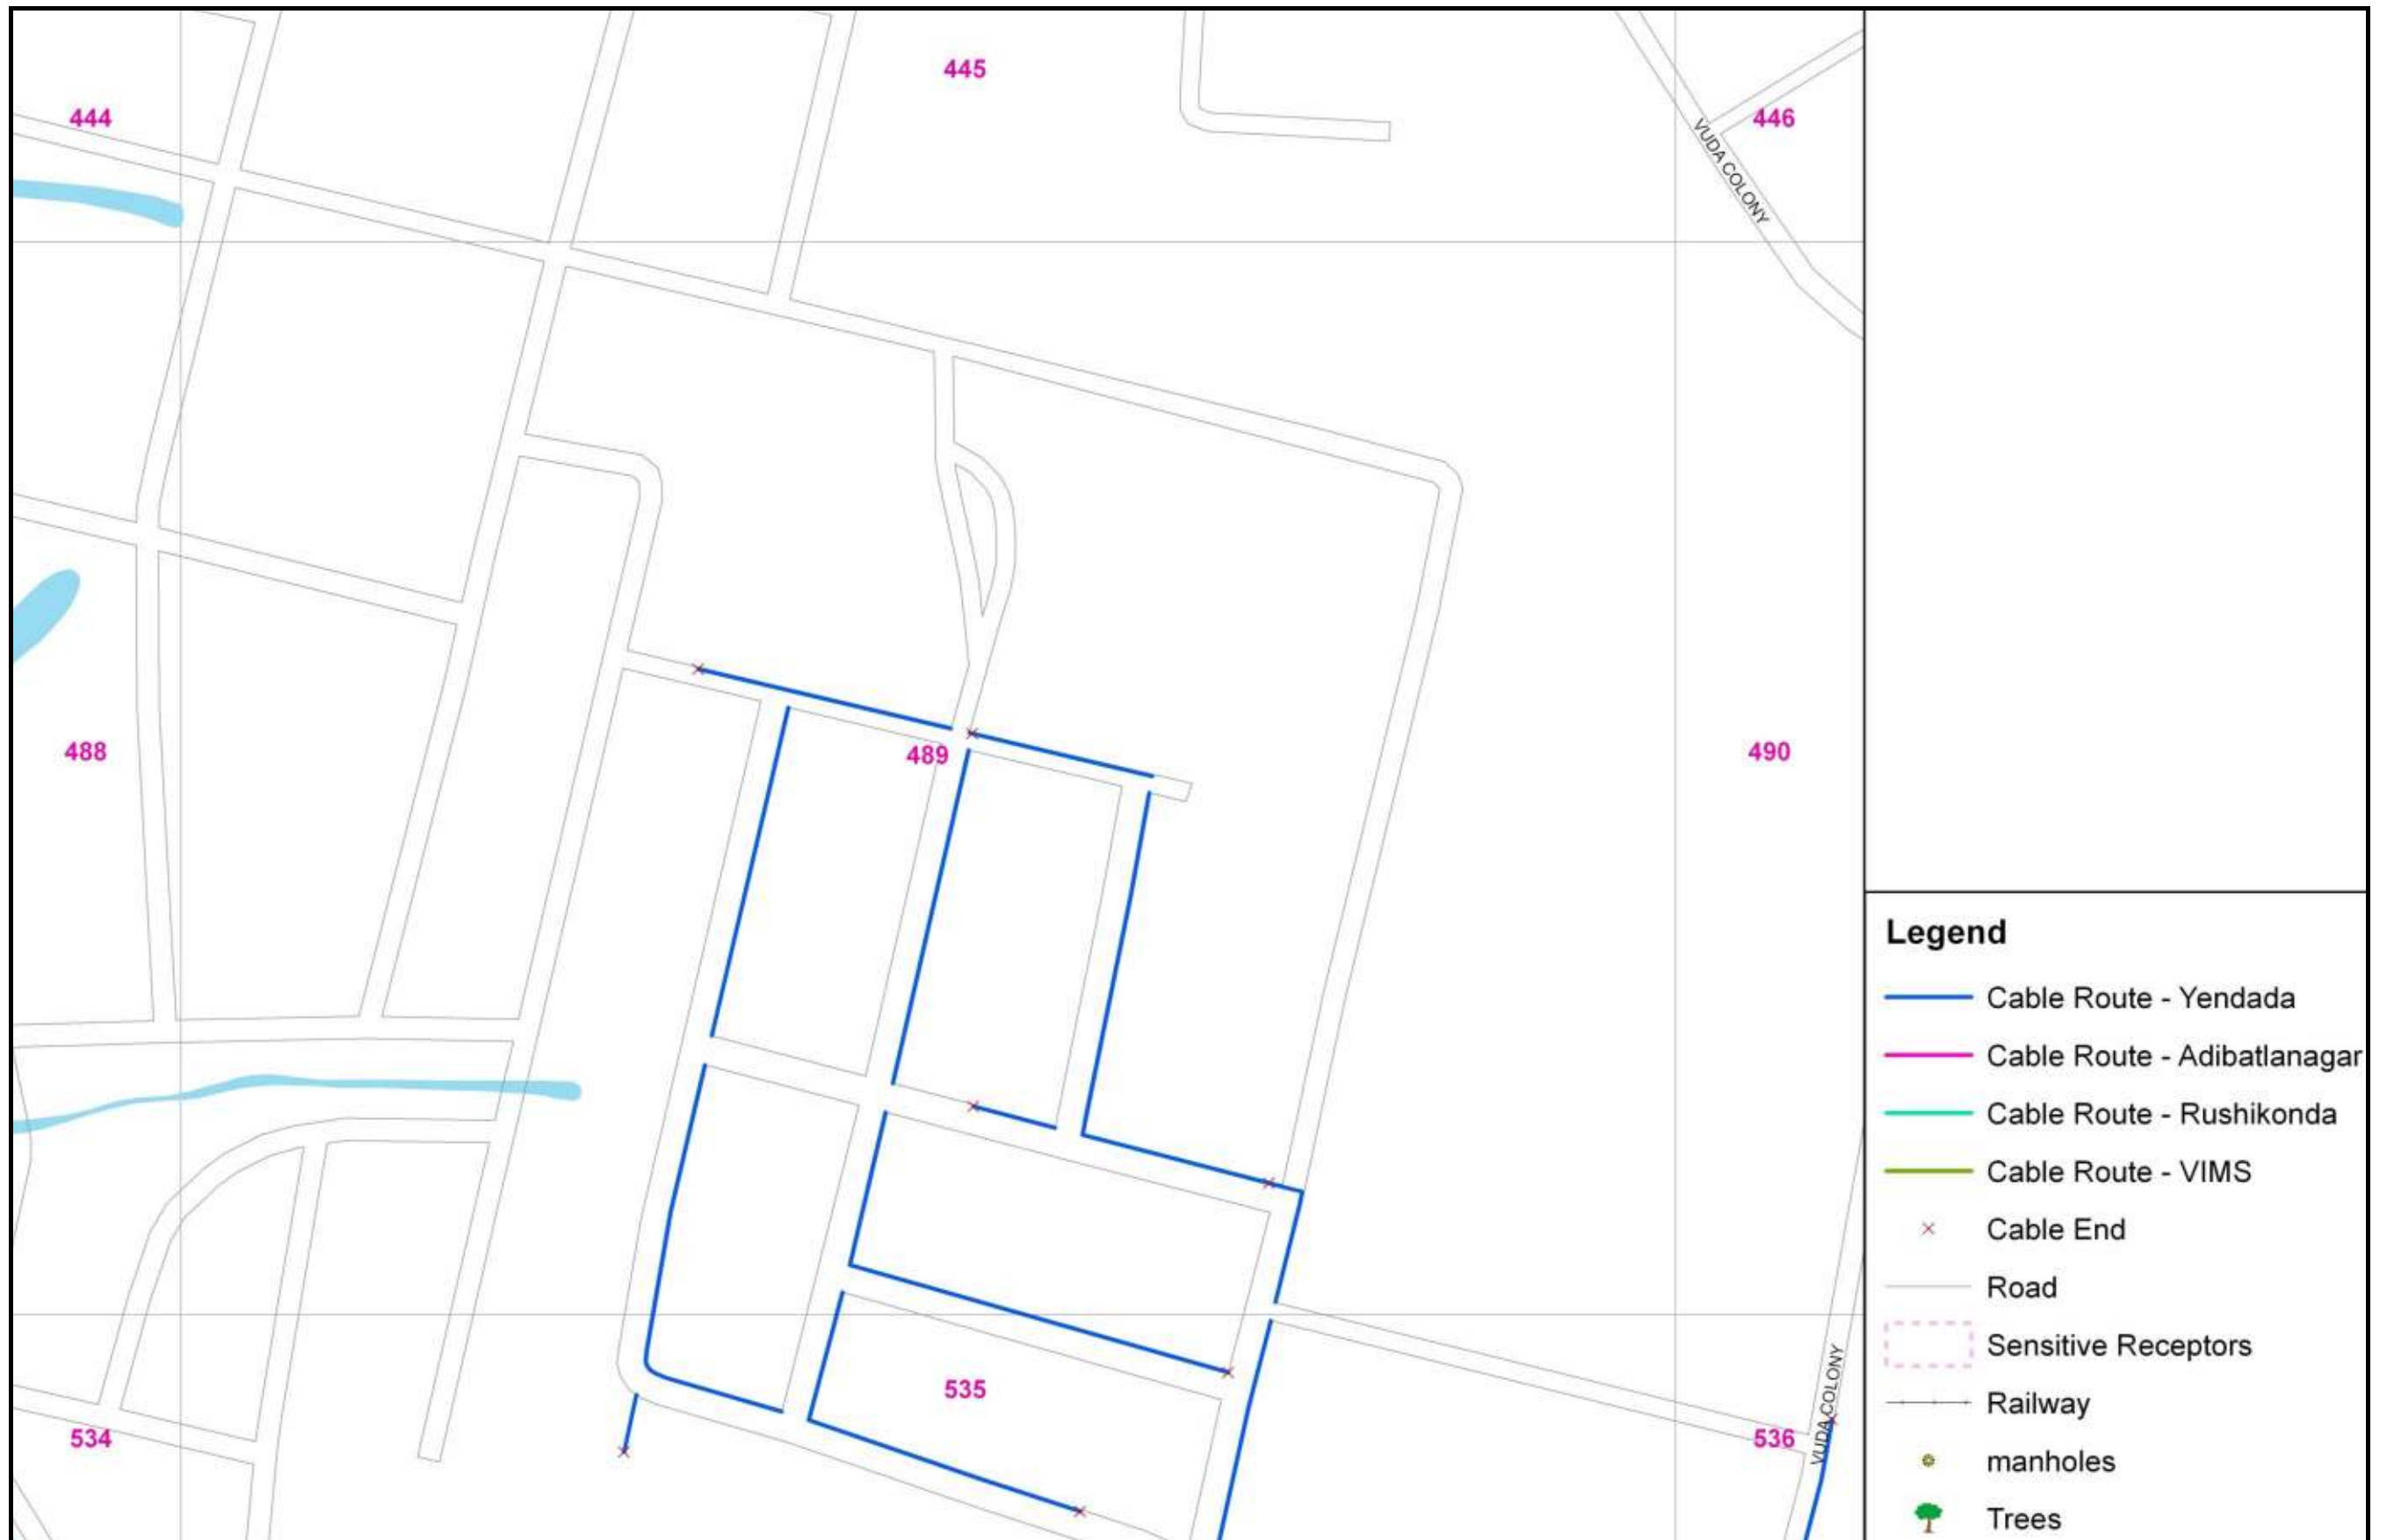 445
444
446
VUDA COLONY
488
489
490
Legend
Cable Route - Yendada
Cable Route - Adibatlanagar
Cable Route - Rushikonda
Cable Route - VIMS
Cable End
Road
Sensitive Receptors
Railway
manholes
Trees
535
534
536
VUDA COLONY